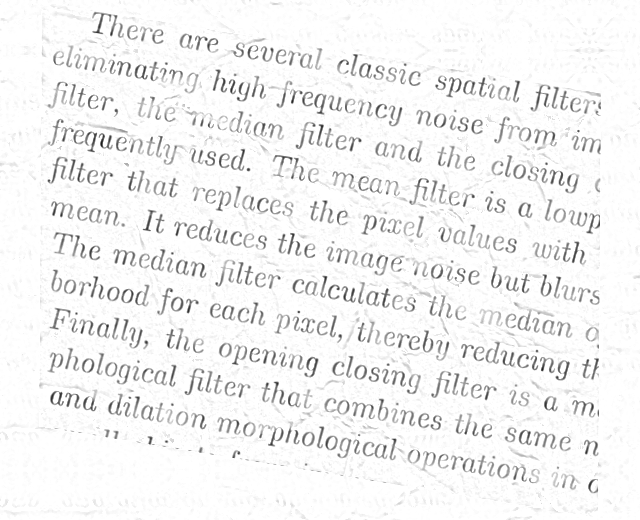 There are several classic spatial filters
eliminating high frequency noise from im
filter, the median filter and the closing
frequently used. The mean filter is a lowp
filter that replaces the pixel values with
mean. It reduces the image noise but blurs
The median filter calculates the median o
borhood for each pixel, thereby reducing th
Finally, the opening closing filter is a m
phological filter that combines the same n
and dilation morphological operations in o